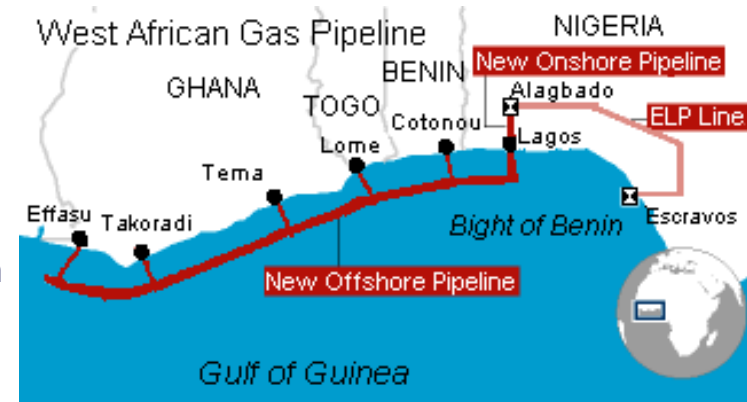 West African Gas Pipeline
NIGERIA
New Onshore Pipeline
BENIN
GHANA
Alagbado
TOGO
ELP Line
Cotonou
Lagos
Lome
Tema
Effasu
Takoradi
Bight of Benin
Escravos
New Offshore Pipeline
Gulf of Guinea